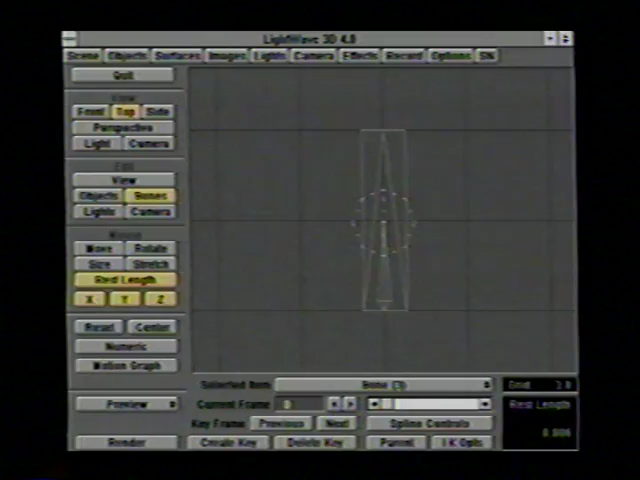 LightWave 3D 4.0
Scene Objects Surfaces Images Lights Camera Effects Record Options
Quit
View
Front Top Side
Perspective
Light Camera
Edit
View
Objects Bones
Lights Camera
Mouse
Move Rotate
Size Stretch
Rest Length
X Y Z
Reset Center
Numeric
Motion Graph
Selected Item Bone (3) Grid 1.0
Preview Current Frame 0 Rest Length
Key Frame Previous Next Spline Controls
Render Create Key Delete Key Parent I K Opts